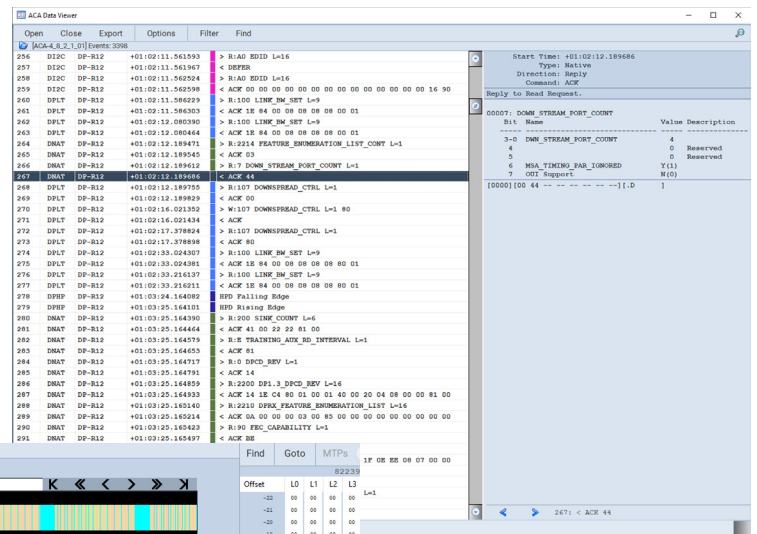 ACA Data Viewer
Open Close Export Options Filter Find
[ACA-4_8_2_1_01] Events: 3398
256 DI2C DP-R12 +01:02:11.561593 > R:A0 EDID L=16
257 DI2C DP-R12 +01:02:11.561967 < DEFER
258 DI2C DP-R12 +01:02:11.562524 > R:A0 EDID L=16
259 DI2C DP-R12 +01:02:11.562598 < ACK 00 00 00 00 00 00 00 00 00 00 00 00 00 00 16 90
260 DPLT DP-R12 +01:02:11.586229 > R:100 LINK_BW_SET L=9
261 DPLT DP-R12 +01:02:11.586303 < ACK 1E 84 00 08 08 08 08 00 01
262 DPLT DP-R12 +01:02:12.080390 > R:100 LINK_BW_SET L=9
263 DPLT DP-R12 +01:02:12.080464 < ACK 1E 84 00 08 08 08 08 00 01
264 DNAT DP-R12 +01:02:12.189471 > R:2214 FEATURE_ENUMERATION_LIST_CONT L=1
265 DNAT DP-R12 +01:02:12.189545 < ACK 03
266 DNAT DP-R12 +01:02:12.189612 > R:7 DOWN_STREAM_PORT_COUNT L=1
267 DNAT DP-R12 +01:02:12.189686 < ACK 44
268 DPLT DP-R12 +01:02:12.189755 > R:107 DOWNSPREAD_CTRL L=1
269 DPLT DP-R12 +01:02:12.189829 < ACK 00
270 DPLT DP-R12 +01:02:16.021352 > W:107 DOWNSPREAD_CTRL L=1 80
271 DPLT DP-R12 +01:02:16.021434 < ACK
272 DPLT DP-R12 +01:02:17.378824 > R:107 DOWNSPREAD_CTRL L=1
273 DPLT DP-R12 +01:02:17.378898 < ACK 80
274 DPLT DP-R12 +01:02:33.024307 > R:100 LINK_BW_SET L=9
275 DPLT DP-R12 +01:02:33.024381 < ACK 1E 84 00 08 08 08 08 80 01
276 DPLT DP-R12 +01:02:33.216137 > R:100 LINK_BW_SET L=9
277 DPLT DP-R12 +01:02:33.216211 < ACK 1E 84 00 08 08 08 08 80 01
278 DPHP DP-R12 +01:03:24.164082 HPD Falling Edge
279 DPHP DP-R12 +01:03:25.164101 HPD Rising Edge
280 DNAT DP-R12 +01:03:25.164390 > R:200 SINK_COUNT L=6
281 DNAT DP-R12 +01:03:25.164464 < ACK 41 00 22 22 81 00
282 DNAT DP-R12 +01:03:25.164579 > R:E TRAINING_AUX_RD_INTERVAL L=1
283 DNAT DP-R12 +01:03:25.164653 < ACK 81
284 DNAT DP-R12 +01:03:25.164717 > R:0 DPCD_REV L=1
285 DNAT DP-R12 +01:03:25.164791 < ACK 14
286 DNAT DP-R12 +01:03:25.164859 > R:2200 DP1.3_DPCD_REV L=16
287 DNAT DP-R12 +01:03:25.164933 < ACK 14 1E C4 80 01 00 01 40 00 20 04 08 00 00 81 00
288 DNAT DP-R12 +01:03:25.165140 > R:2210 DPRX_FEATURE_ENUMERATION_LIST L=16
289 DNAT DP-R12 +01:03:25.165214 < ACK 0A 00 00 00 03 00 85 00 00 00 00 00 00 00 00 00
290 DNAT DP-R12 +01:03:25.165423 > R:90 FEC_CAPABILITY L=1
291 DNAT DP-R12 +01:03:25.165497 < ACK BE
Start Time: +01:02:12.189686
Type: Native
Direction: Reply
Command: ACK
Reply to Read Request.
00007: DOWN_STREAM_PORT_COUNT
Bit Name Value Description
3-0 DWN_STREAM_PORT_COUNT 4
4 0 Reserved
5 0 Reserved
6 MSA_TIMING_PAR_IGNORED Y(1)
7 OUI Support N(0)
[0000][00 44 -- -- -- -- -- --][.D ]
Find Goto MTPs
82239
1F 0E EE 08 07 00 00
Offset L0 L1 L2 L3
L=1
-22 00 00 00 00
-21 00 00 00 00
-20 00 00 00 00
267: < ACK 44